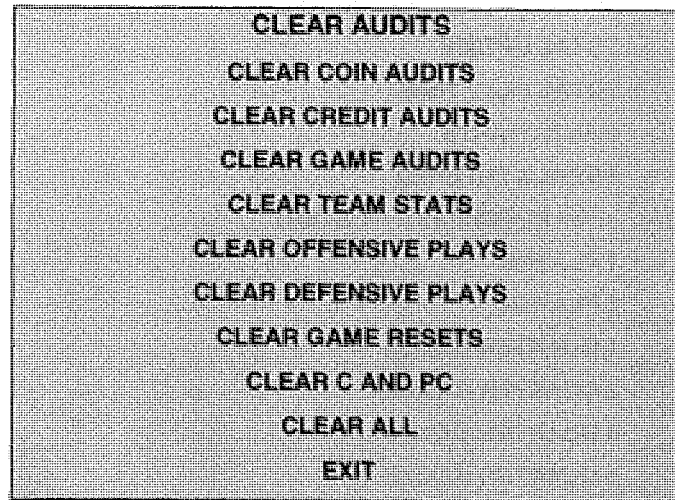 CLEAR AUDITS
CLEAR COIN AUDITS
CLEAR CREDIT AUDITS
CLEAR GAME AUDITS
CLEAR TEAM STATS
CLEAR OFFENSIVE PLAYS
CLEAR DEFENSIVE PLAYS
CLEAR GAME RESETS
CLEAR C AND PC
CLEAR ALL
EXIT